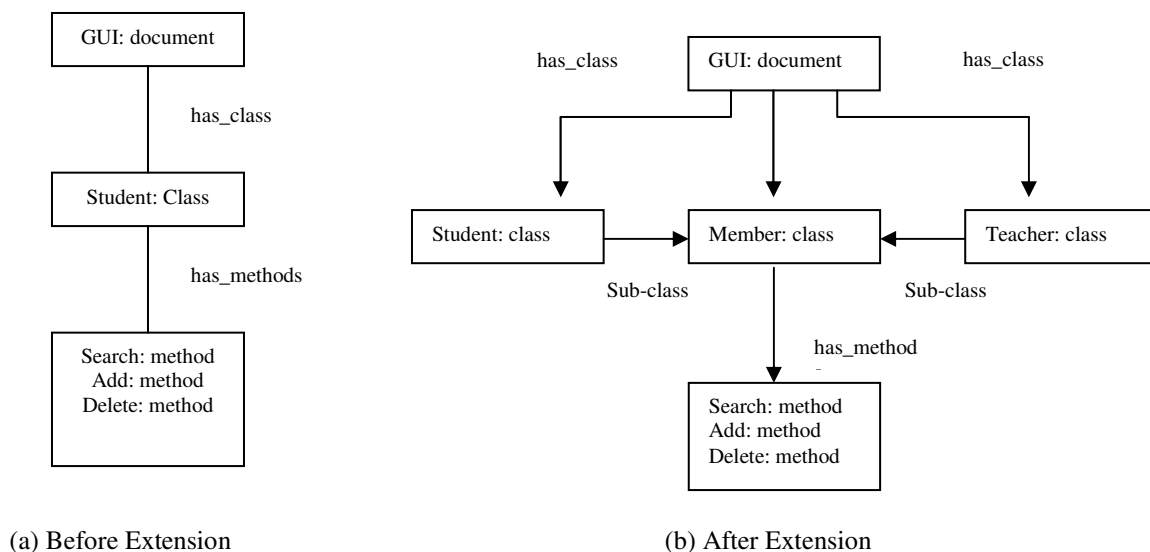 GUI: document
has_class
Student: Class
has_methods
Search: method
Add: method
Delete: method
(a) Before Extension
has_class
GUI: document
has_class
Student: class
Member: class
Teacher: class
Sub-class
Sub-class
has_method
Search: method
Add: method
Delete: method
(b) After Extension